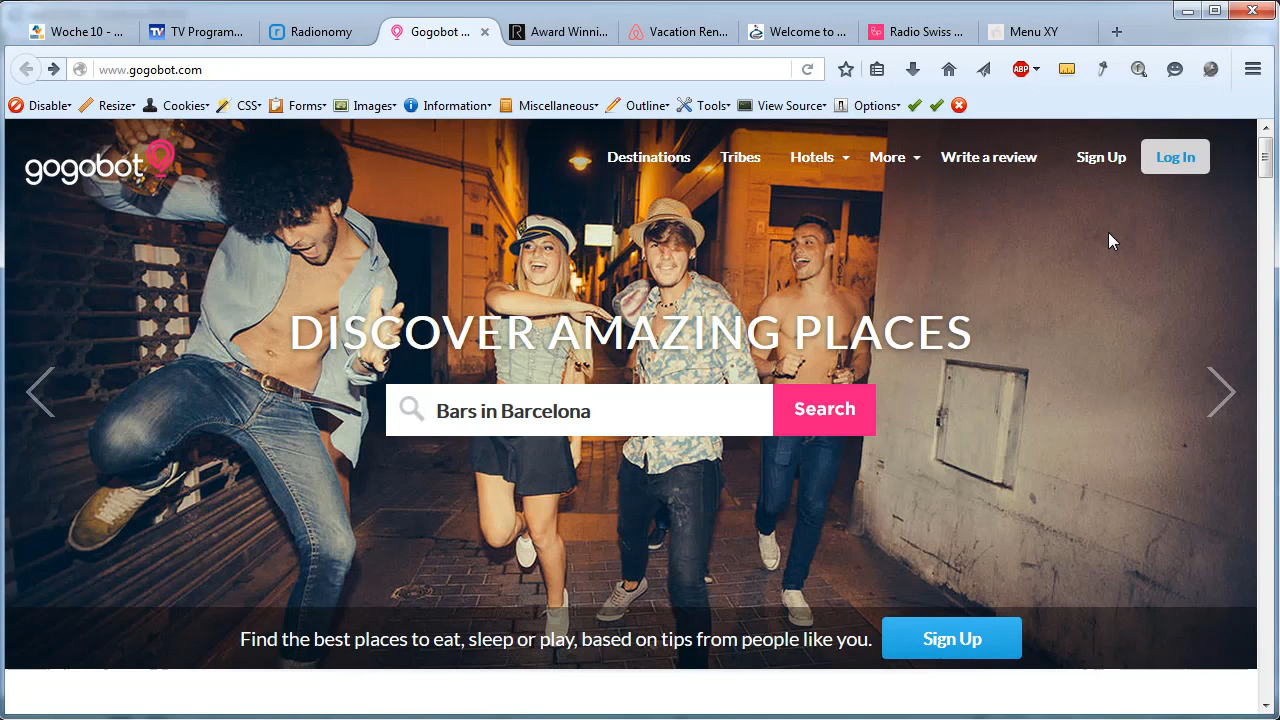 Woche 10 - ...
TV Program...
Radionomy
Gogobot ...
Award Winni...
Vacation Ren...
Welcome to ...
Radio Swiss ...
Menu XY
www.gogobot.com
ABP
Disable
Resize
Cookies
CSS
Forms
Images
Information
Miscellaneous
Outline
Tools
View Source
Options
gogobot
Destinations
Tribes
Hotels
More
Write a review
Sign Up
Log In
DISCOVER AMAZING PLACES
Bars in Barcelona
Search
Find the best places to eat, sleep or play, based on tips from people like you.
Sign Up